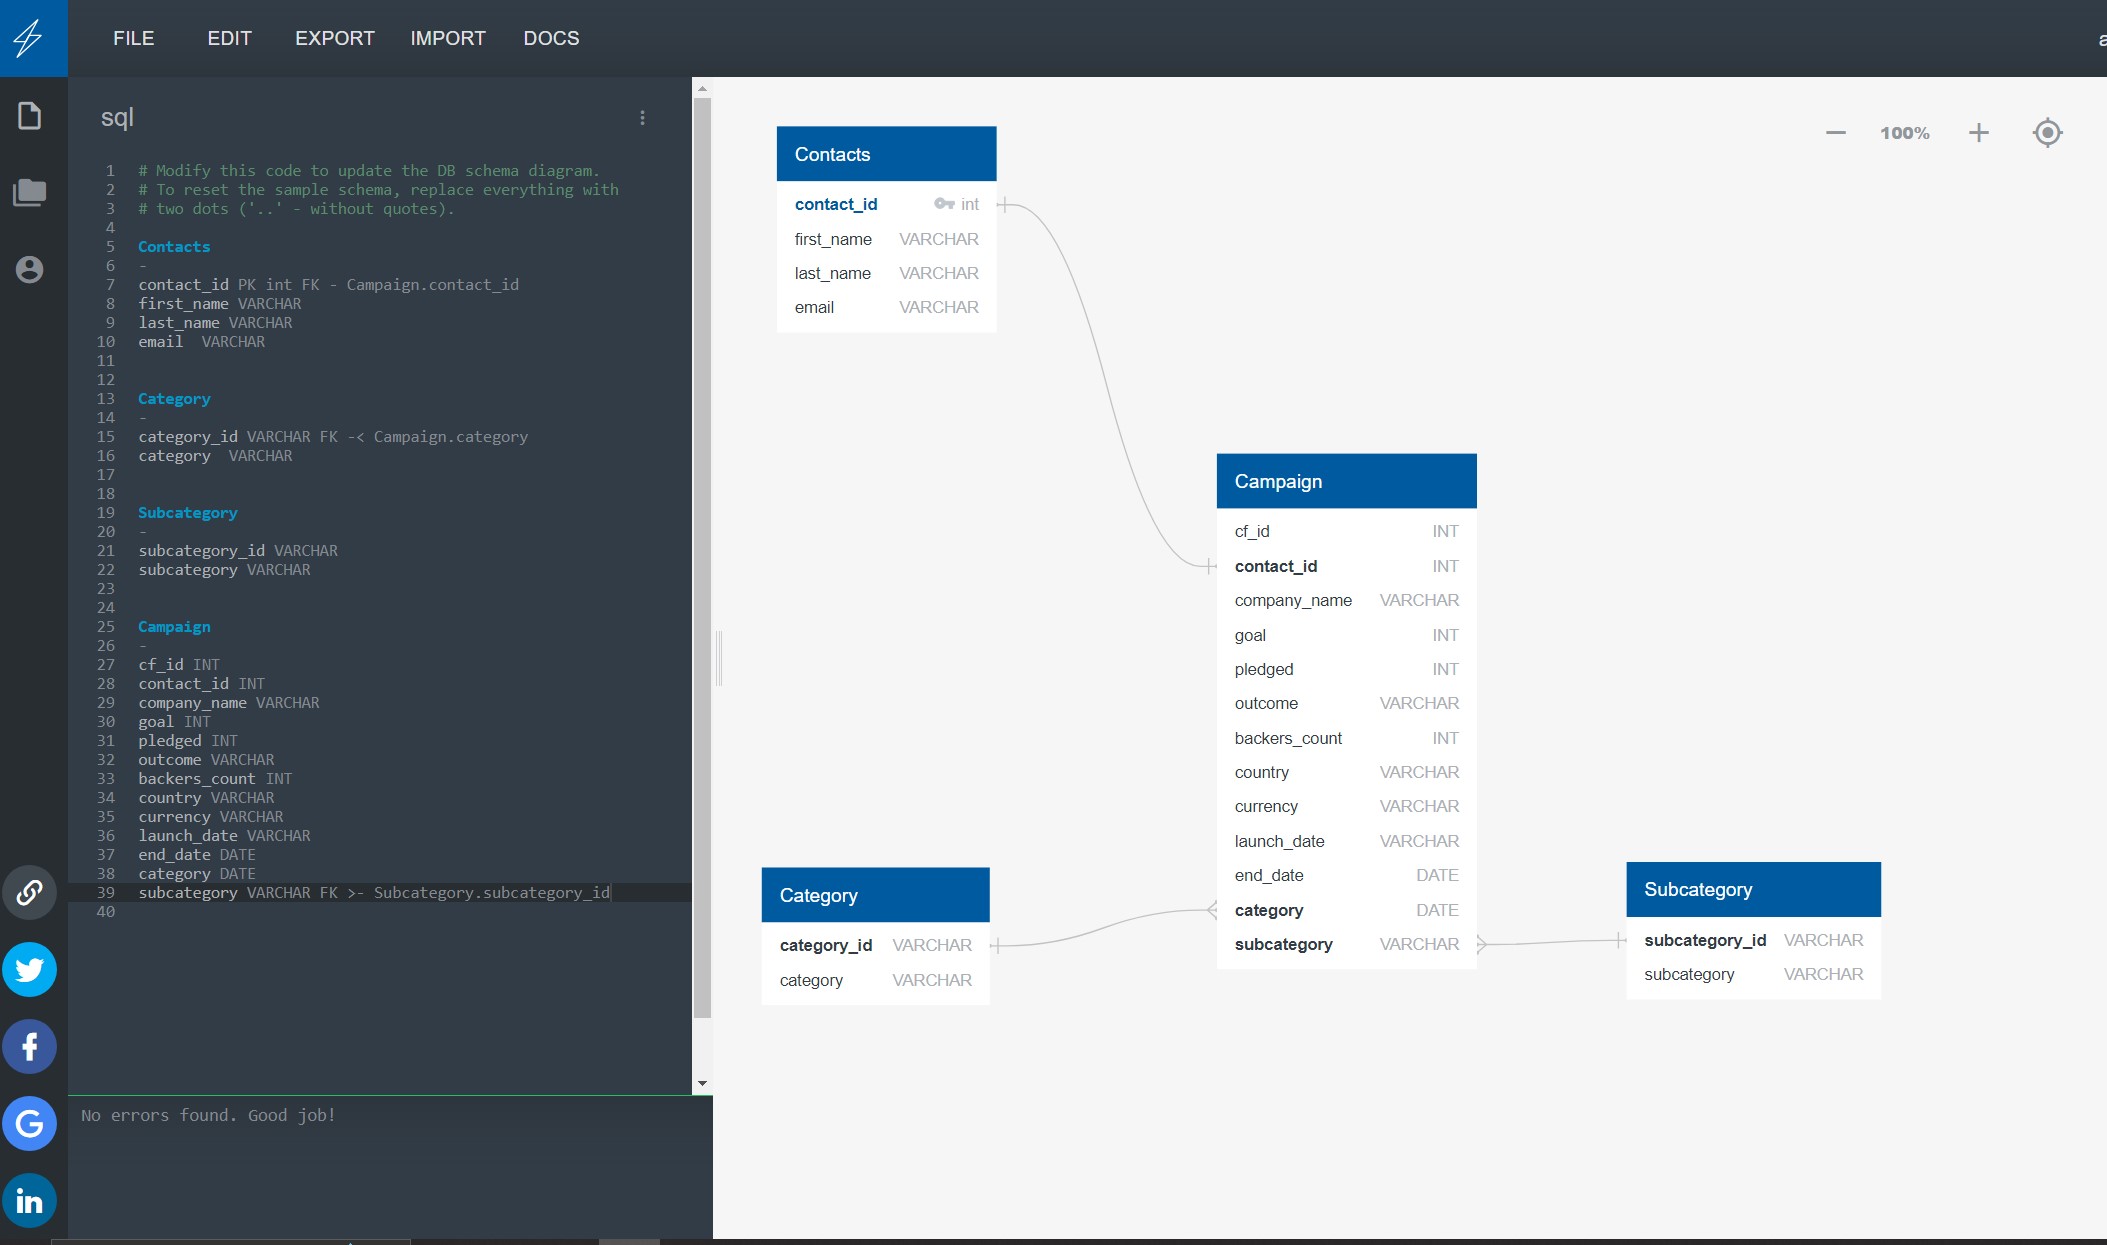 FILE EDIT EXPORT IMPORT DOCS
sql
1 # Modify this code to update the DB schema diagram.
2 # To reset the sample schema, replace everything with
3 # two dots ('..' - without quotes).
4
5 Contacts
6 -
7 contact_id PK int FK - Campaign.contact_id
8 first_name VARCHAR
9 last_name VARCHAR
10 email  VARCHAR
11
12
13 Category
14 -
15 category_id VARCHAR FK -< Campaign.category
16 category  VARCHAR
17
18
19 Subcategory
20 -
21 subcategory_id VARCHAR
22 subcategory VARCHAR
23
24
25 Campaign
26 -
27 cf_id INT
28 contact_id INT
29 company_name VARCHAR
30 goal INT
31 pledged INT
32 outcome VARCHAR
33 backers_count INT
34 country VARCHAR
35 currency VARCHAR
36 launch_date VARCHAR
37 end_date DATE
38 category DATE
39 subcategory VARCHAR FK >- Subcategory.subcategory_id
40
No errors found. Good job!
100%
Contacts
contact_id int
first_name VARCHAR
last_name VARCHAR
email VARCHAR
Campaign
cf_id INT
contact_id INT
company_name VARCHAR
goal INT
pledged INT
outcome VARCHAR
backers_count INT
country VARCHAR
currency VARCHAR
launch_date VARCHAR
end_date DATE
category DATE
subcategory VARCHAR
Category
category_id VARCHAR
category VARCHAR
Subcategory
subcategory_id VARCHAR
subcategory VARCHAR